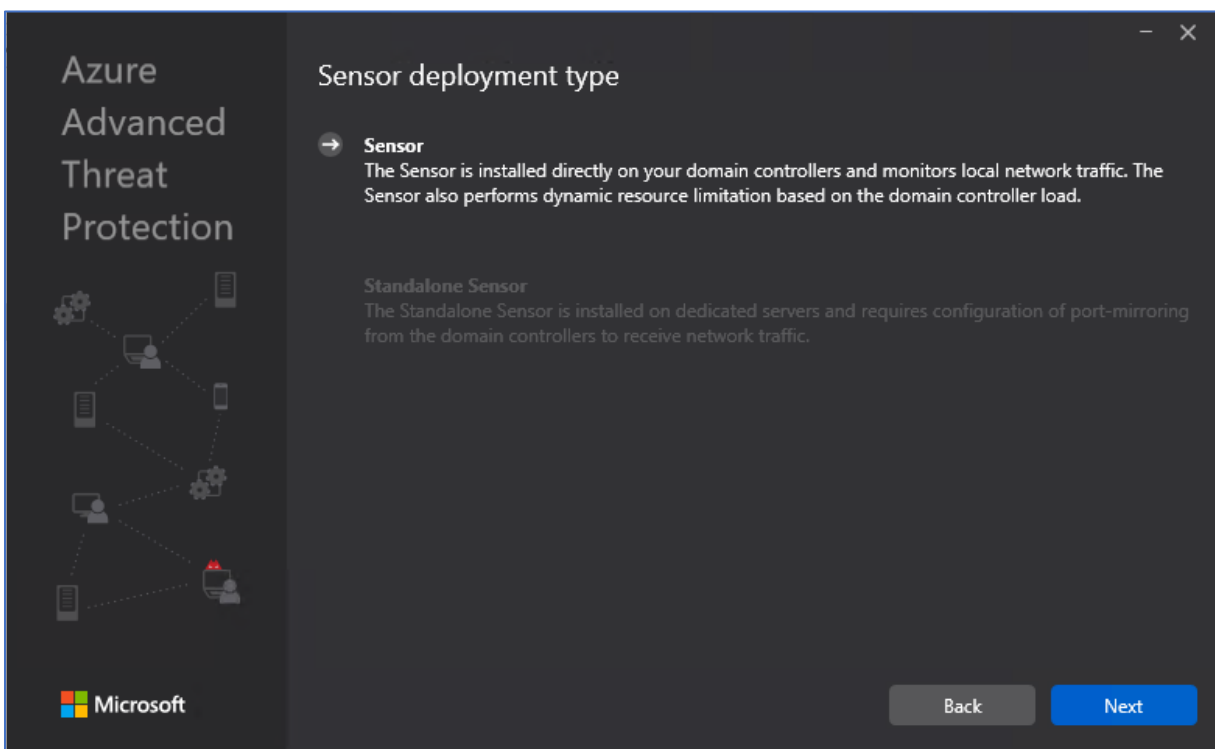 Azure
Advanced
Threat
Protection
Microsoft
Sensor deployment type
Sensor
The Sensor is installed directly on your domain controllers and monitors local network traffic. The
Sensor also performs dynamic resource limitation based on the domain controller load.
Standalone Sensor
The Standalone Sensor is installed on dedicated servers and requires configuration of port-mirroring
from the domain controllers to receive network traffic.
Back
Next